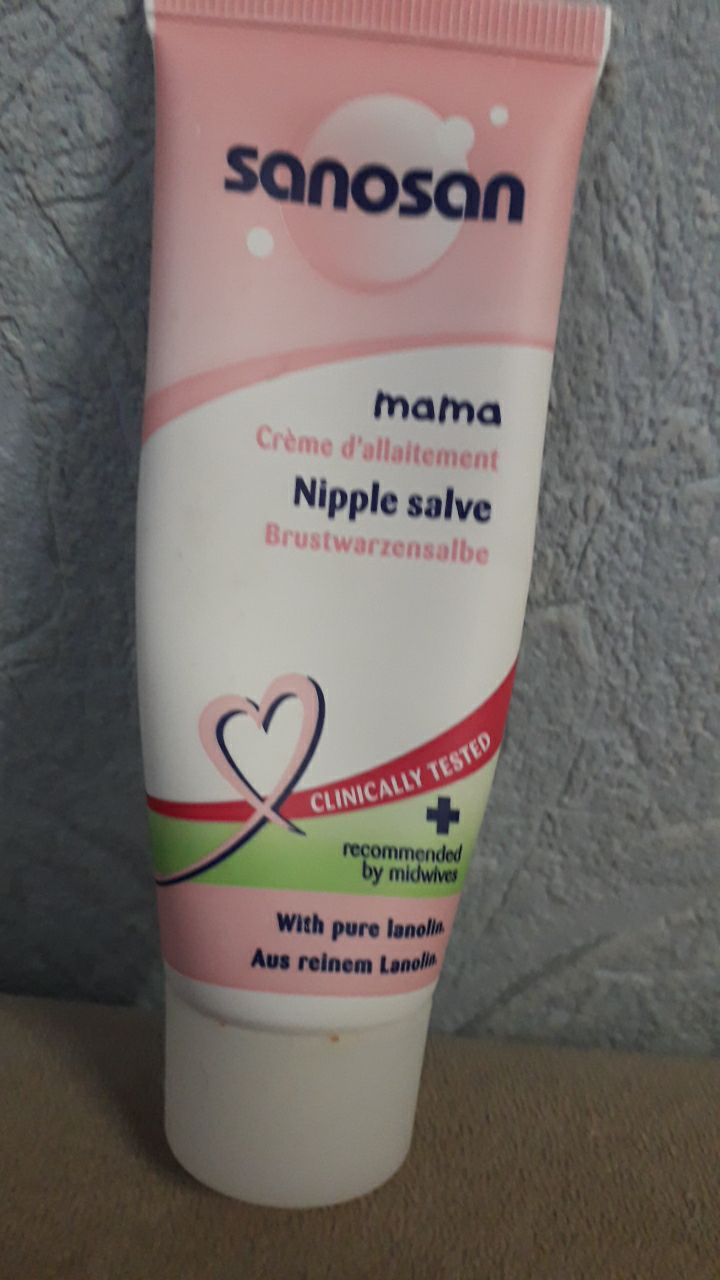 sanosan
mama
Crème d'allaitement
Nipple salve
Brustwarzensalbe
CLINICALLY TESTED
recommended
by midwives
With pure lanolin.
Aus reinem Lanolin.